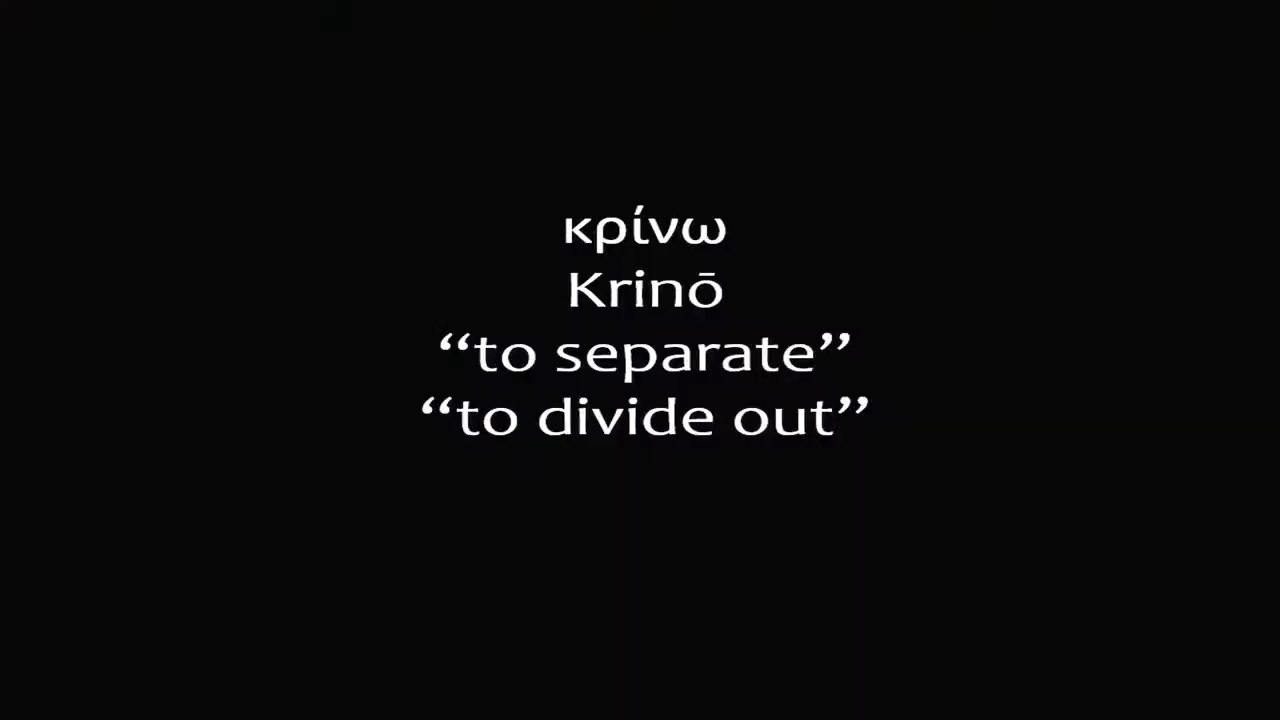 κρίνω
Krinō
“to separate”
“to divide out”